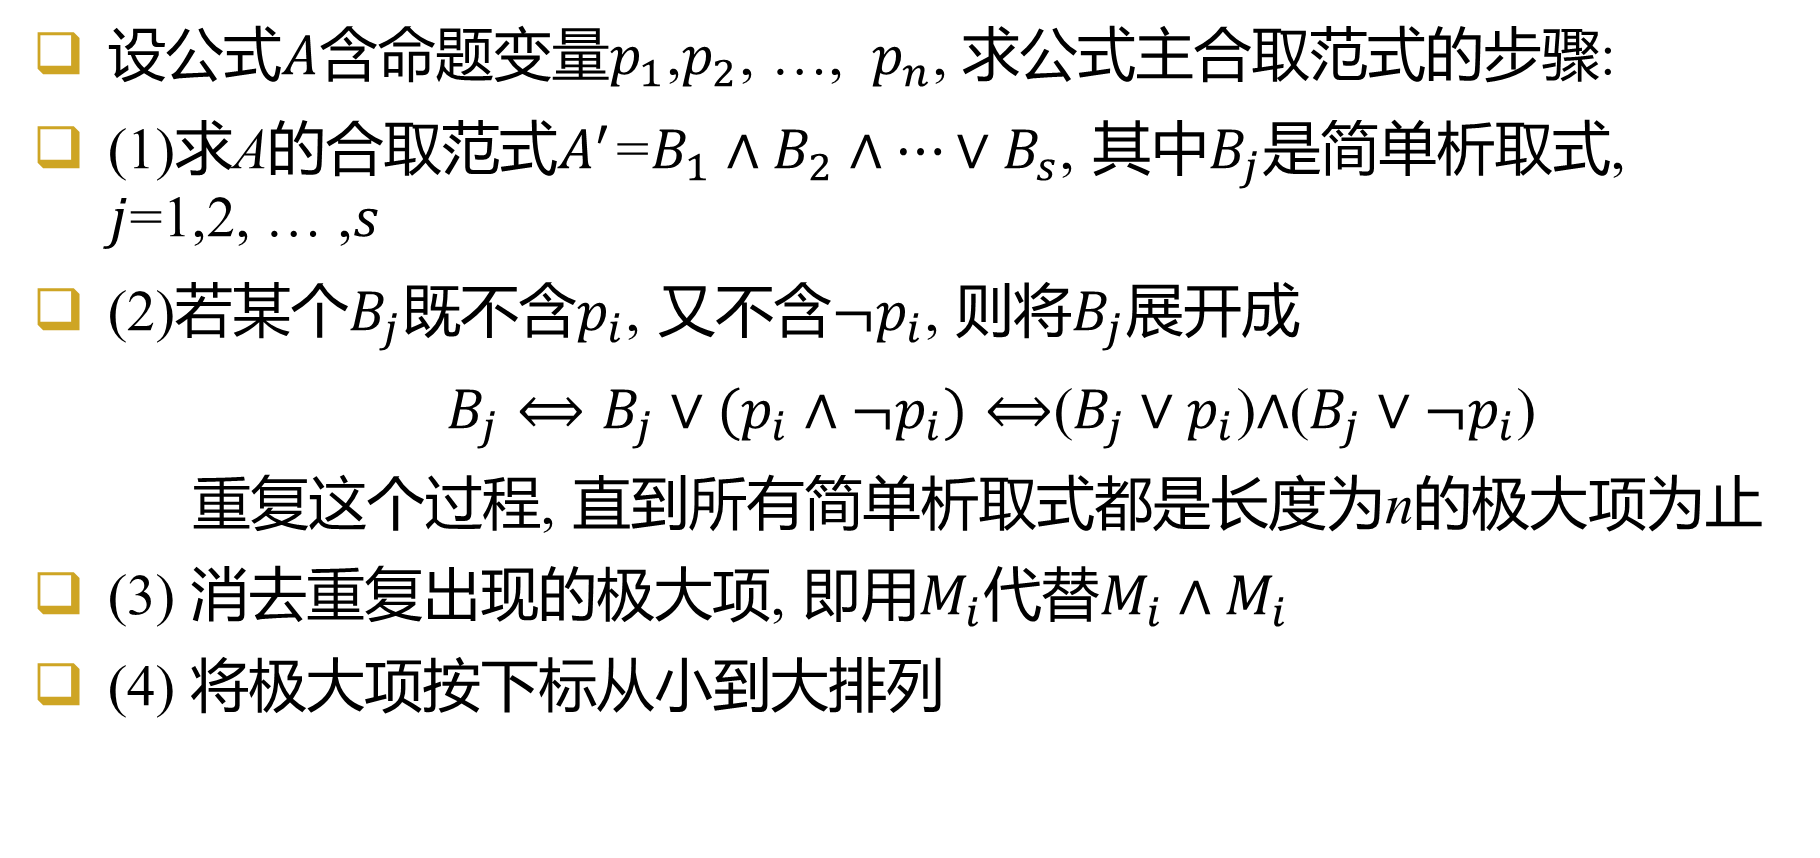 设公式A含命题变量p₁,p₂, …, pₙ, 求公式主合取范式的步骤:
(1)求A的合取范式A′=B₁ ∧ B₂ ∧ ⋯ ∨ Bₛ, 其中Bⱼ是简单析取式,
j=1,2, … ,s
(2)若某个Bⱼ既不含pᵢ, 又不含¬pᵢ, 则将Bⱼ展开成
Bⱼ ⟺ Bⱼ ∨ (pᵢ ∧ ¬pᵢ) ⟺(Bⱼ ∨ pᵢ)∧(Bⱼ ∨ ¬pᵢ)
重复这个过程, 直到所有简单析取式都是长度为n的极大项为止
(3) 消去重复出现的极大项, 即用Mᵢ代替Mᵢ ∧ Mᵢ
(4) 将极大项按下标从小到大排列